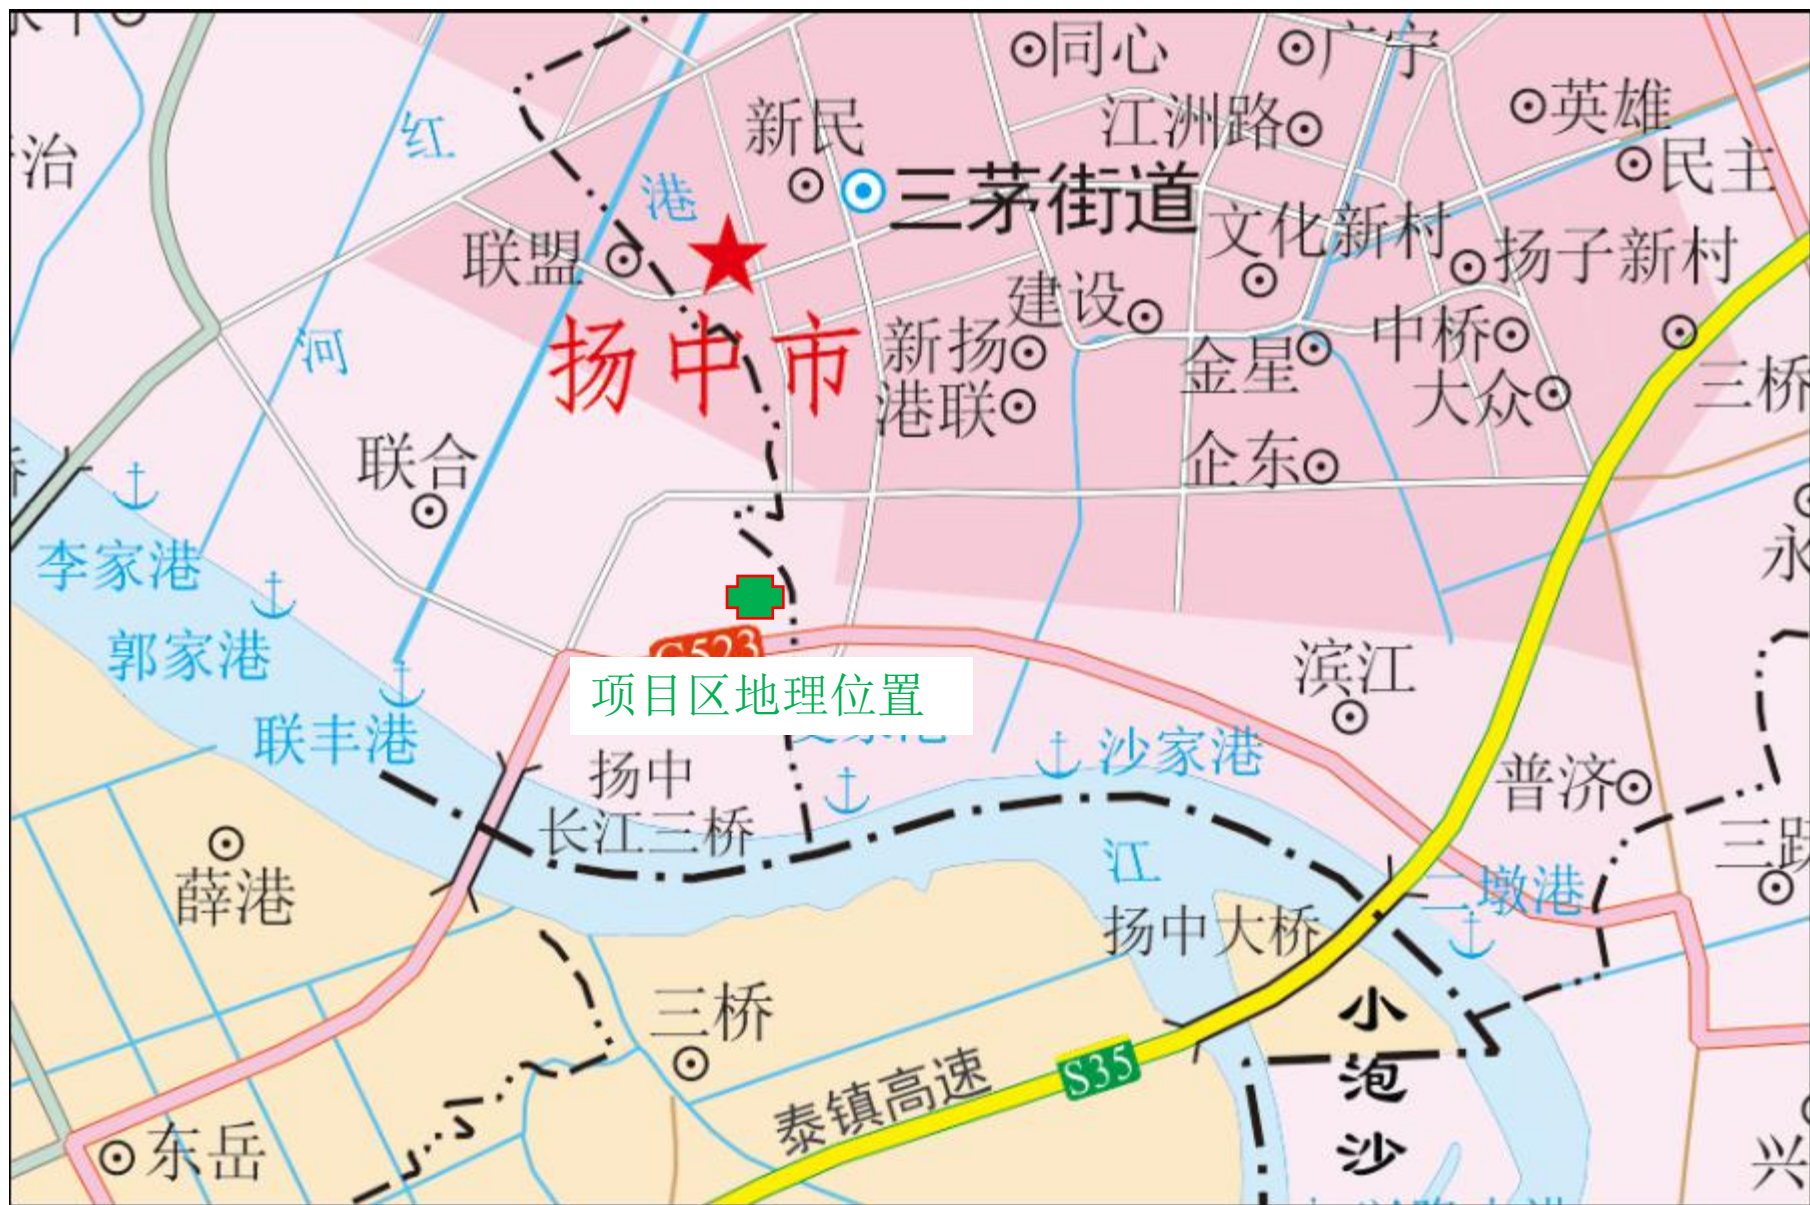 同心
广宁
英雄
江洲路
新民
民主
红
治
港
三茅街道
文化新村
扬子新村
联盟
建设
扬中市
新扬
金星
中桥
三桥
河
港联
大众
联合
企东
李家港
永
郭家港
G523
滨江
项目区地理位置
联丰港
沙家港
扬中
长江三桥
普济
江
薛港
墩港
扬中大桥
三桥
小泡沙
泰镇高速
S35
东岳
兴